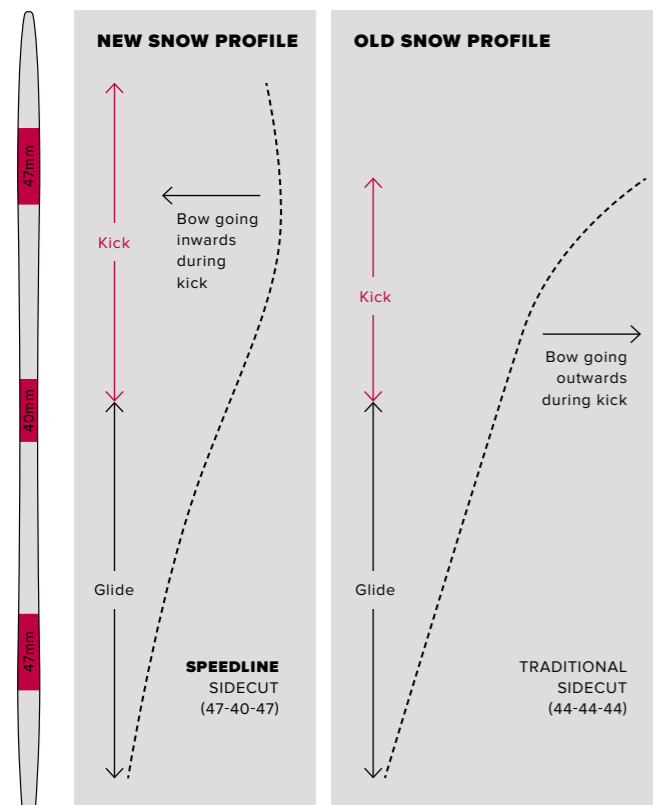 47mm
40mm
47mm
NEW SNOW PROFILE
Kick
Bow going
inwards
during
kick
Glide
SPEEDLINE
SIDECUT
(47-40-47)
OLD SNOW PROFILE
Kick
Bow going
outwards
during kick
Glide
TRADITIONAL
SIDECUT
(44-44-44)